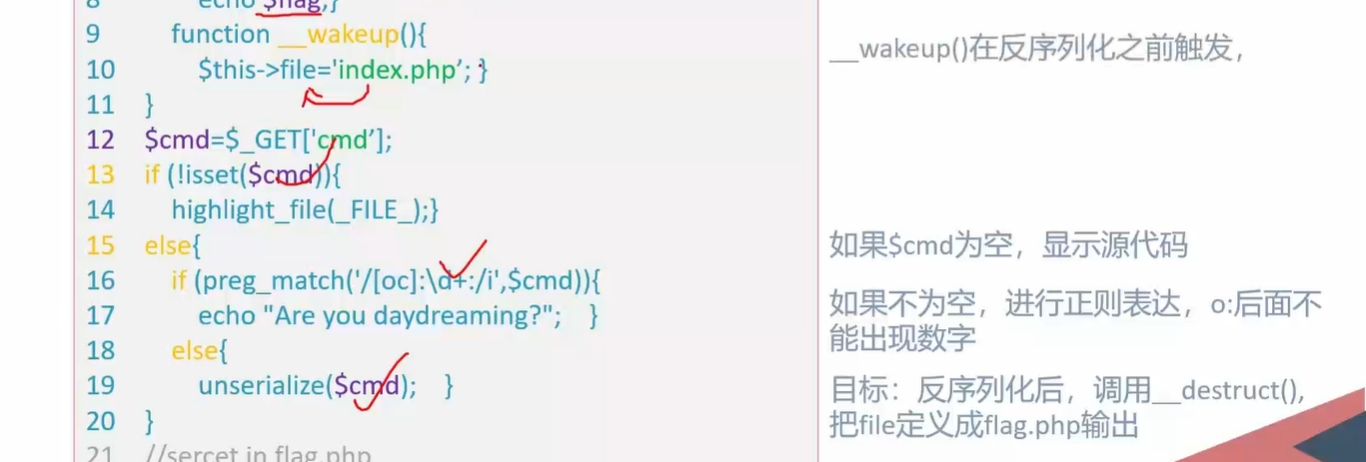 8 echo $flag;}
9 function __wakeup(){
__wakeup()在反序列化之前触发，
10 $this->file='index.php’; }
11 }
12 $cmd=$_GET['cmd’];
13 if (!isset($cmd)){
14 highlight_file(_FILE_);}
15 else{
如果$cmd为空，显示源代码
16 if (preg_match('/[oc]:\d+:/i',$cmd)){
如果不为空，进行正则表达，o:后面不
17 echo "Are you daydreaming?"; }
能出现数字
18 else{
19 unserialize($cmd); }
目标：反序列化后，调用__destruct(),
20 }
把file定义成flag.php输出
21 //sercet in flag.php